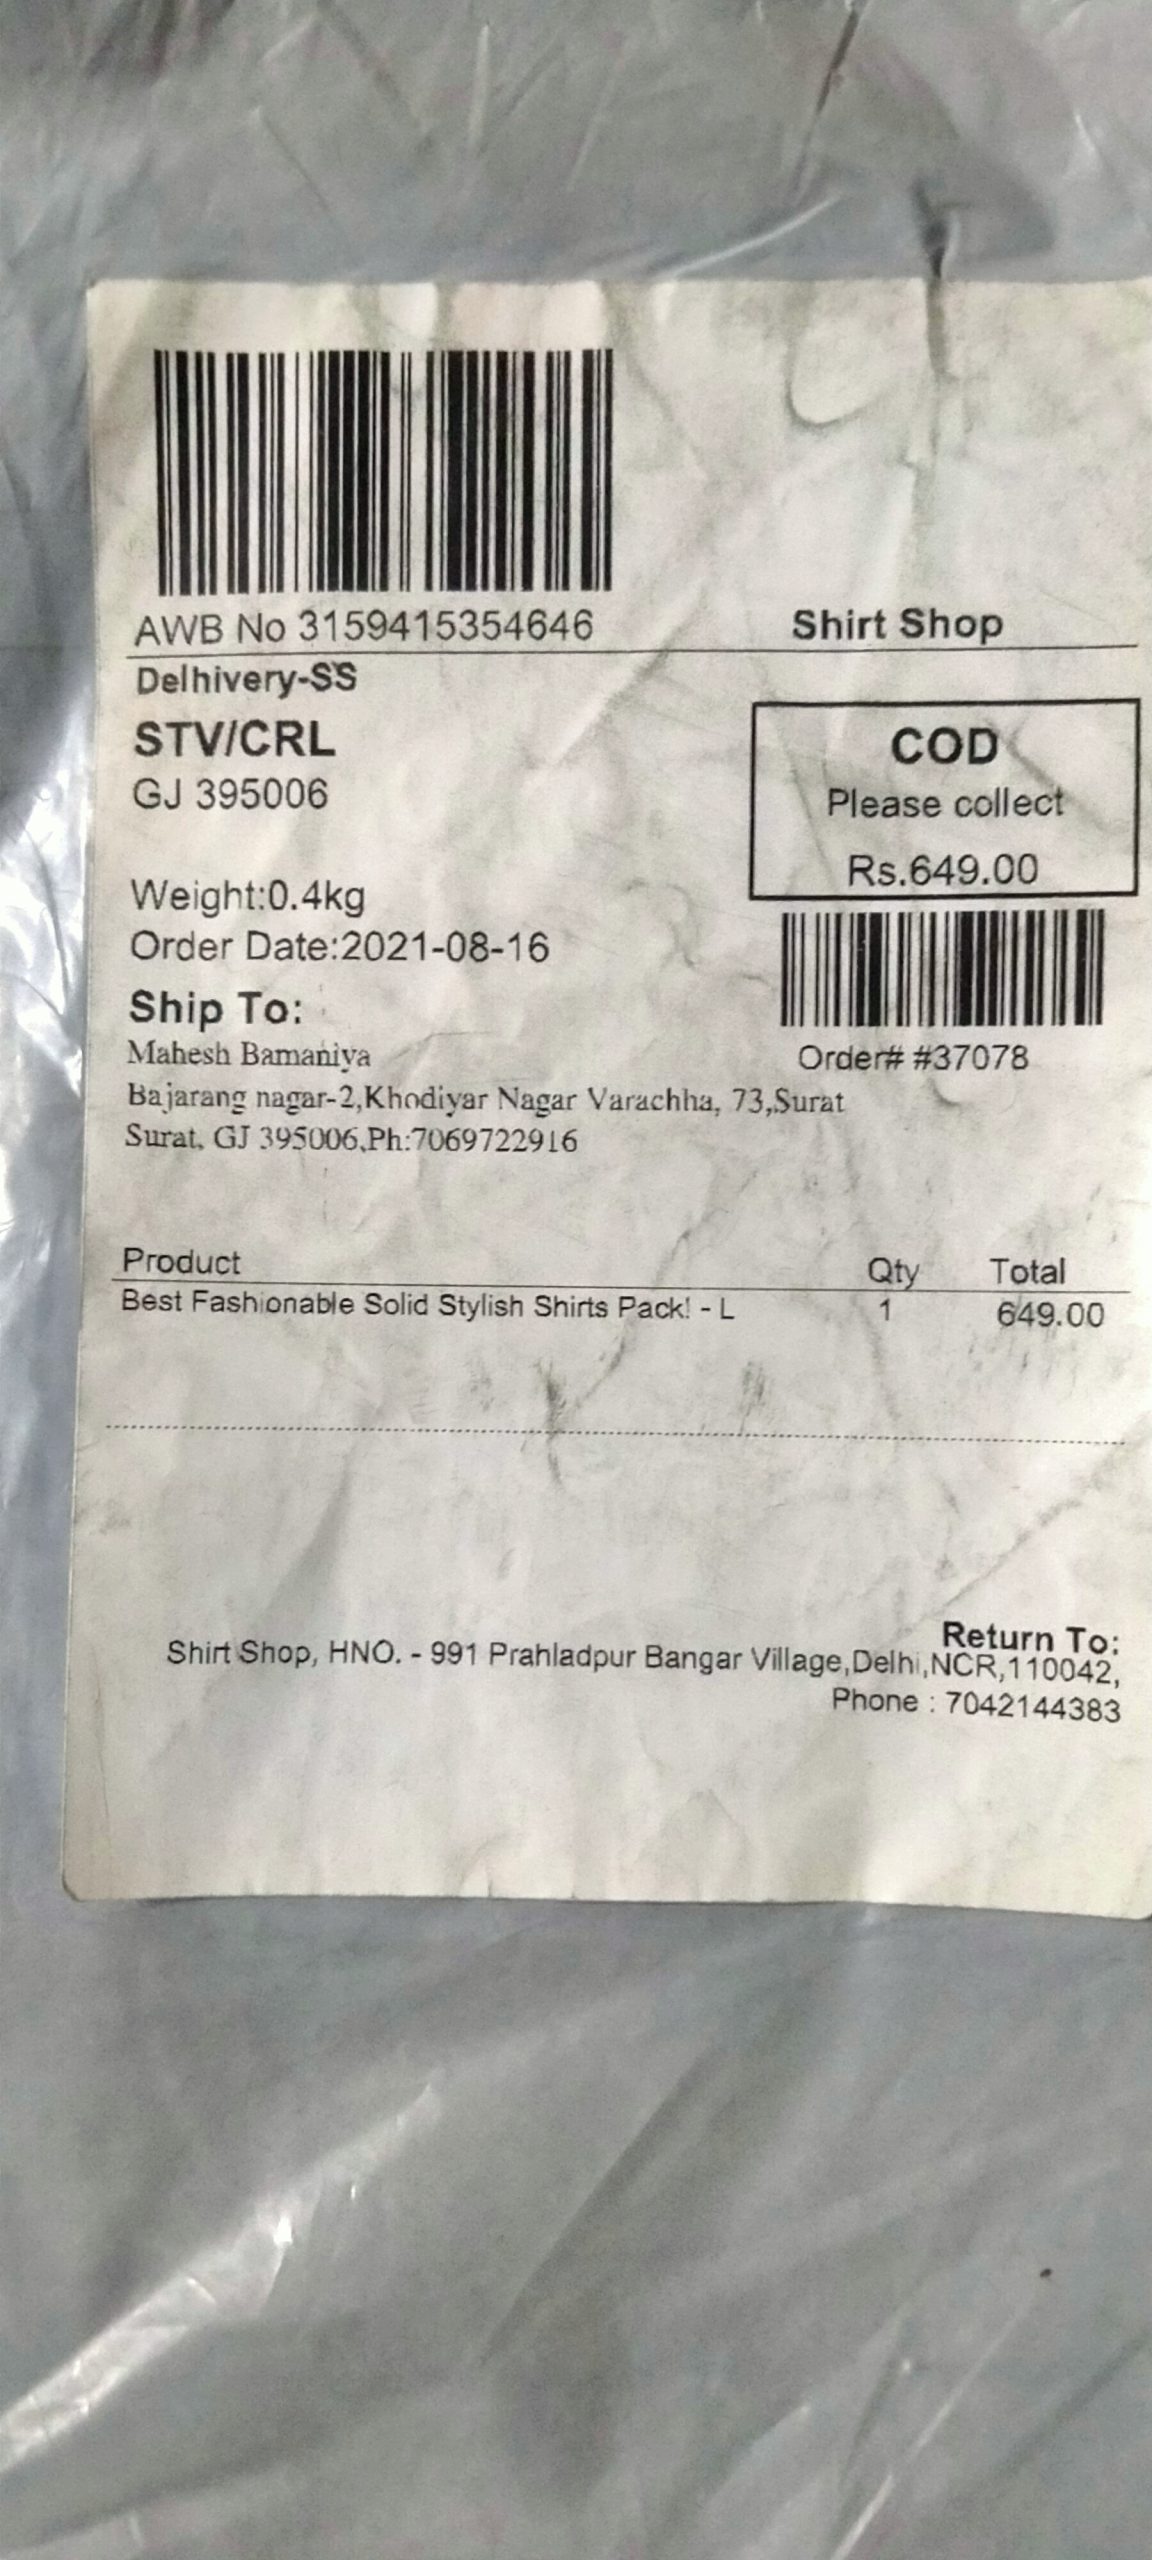 AWB No 3159415354646
Shirt Shop
Delhivery-SS
STV/CRL
GJ 395006
COD
Please collect
Rs.649.00
Weight:0.4kg
Order Date:2021-08-16
Order# #37078
Ship To:
Mahesh Bamaniya
Bajarang nagar-2,Khodiyar Nagar Varachha, 73,Surat
Surat, GJ 395006,Ph:7069722916
Product Qty Total
Best Fashionable Solid Stylish Shirts Pack! - L 1 649.00
Return To:
Shirt Shop, HNO. - 991 Prahladpur Bangar Village,Delhi,NCR,110042,
Phone : 7042144383